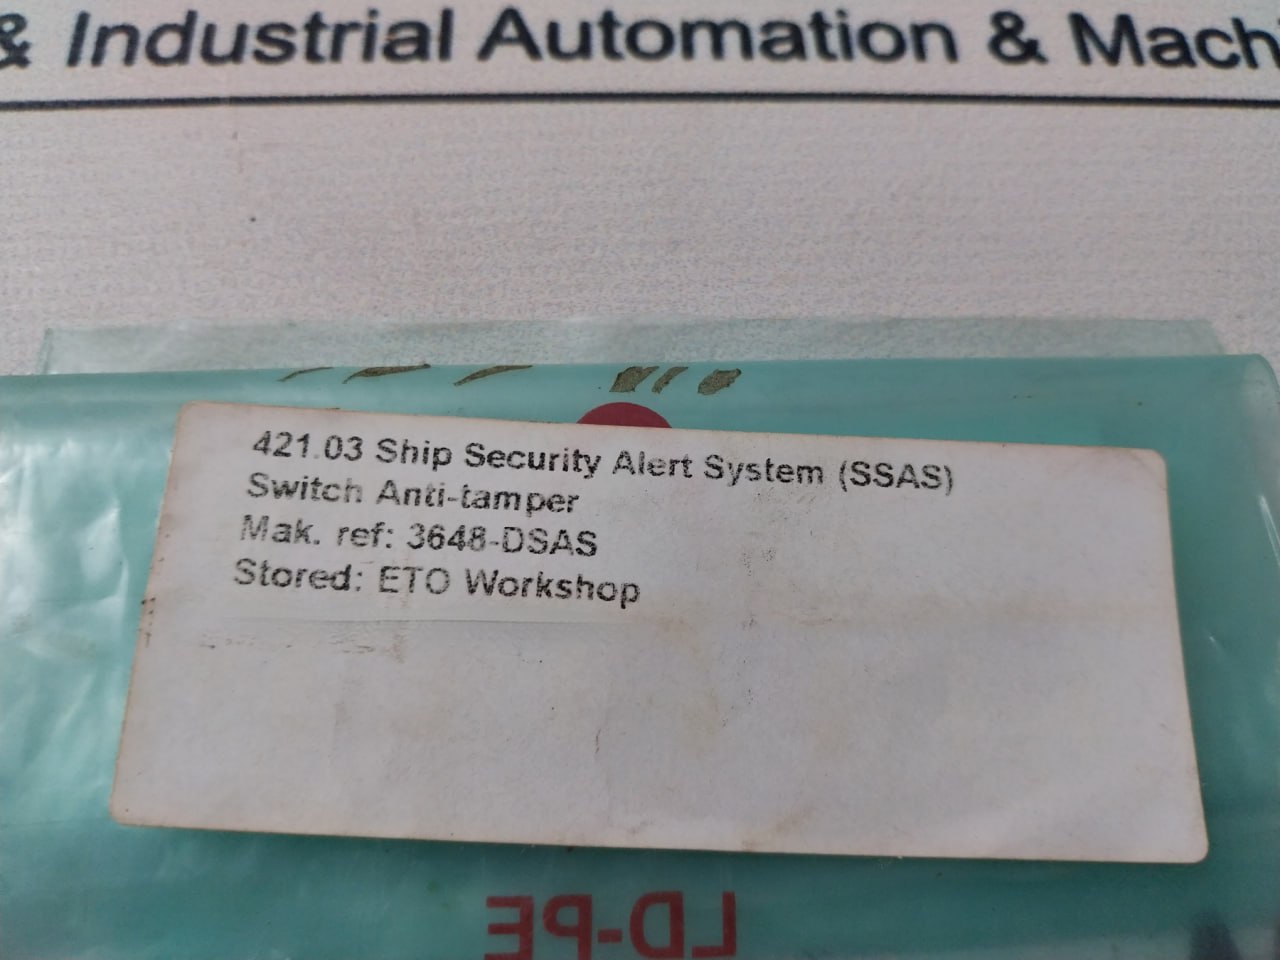 & Industrial Automation & Mach
421.03 Ship Security Alert System (SSAS)
Switch Anti-tamper
Mak. ref: 3648-DSAS
Stored: ETO Workshop
LD-PE